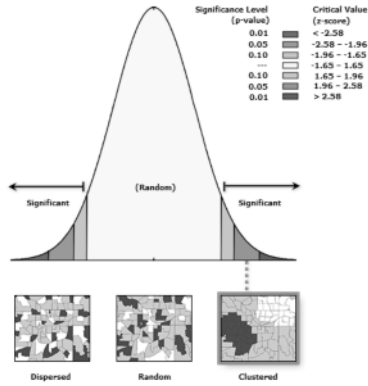 Significance Level Critical Value
(p-value) (z-score)
0.01 < -2.58
0.05 -2.58 – -1.96
0.10 -1.96 – -1.65
--- -1.65 – 1.65
0.10 1.65 – 1.96
0.05 1.96 – 2.58
0.01 > 2.58
(Random)
Significant Significant
Dispersed Random Clustered